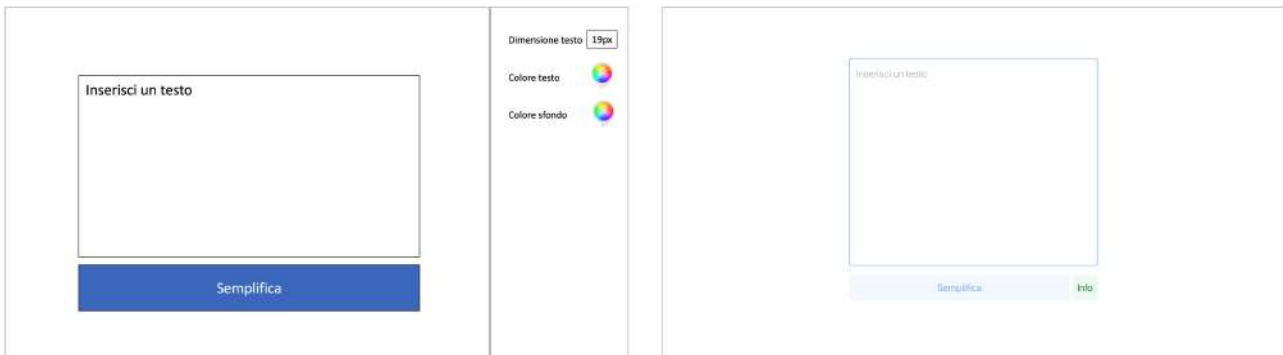 Dimensione testo 19px
Colore testo
Colore sfondo
Inserisci un testo
Semplifica
Inserisci un testo
Semplifica Info